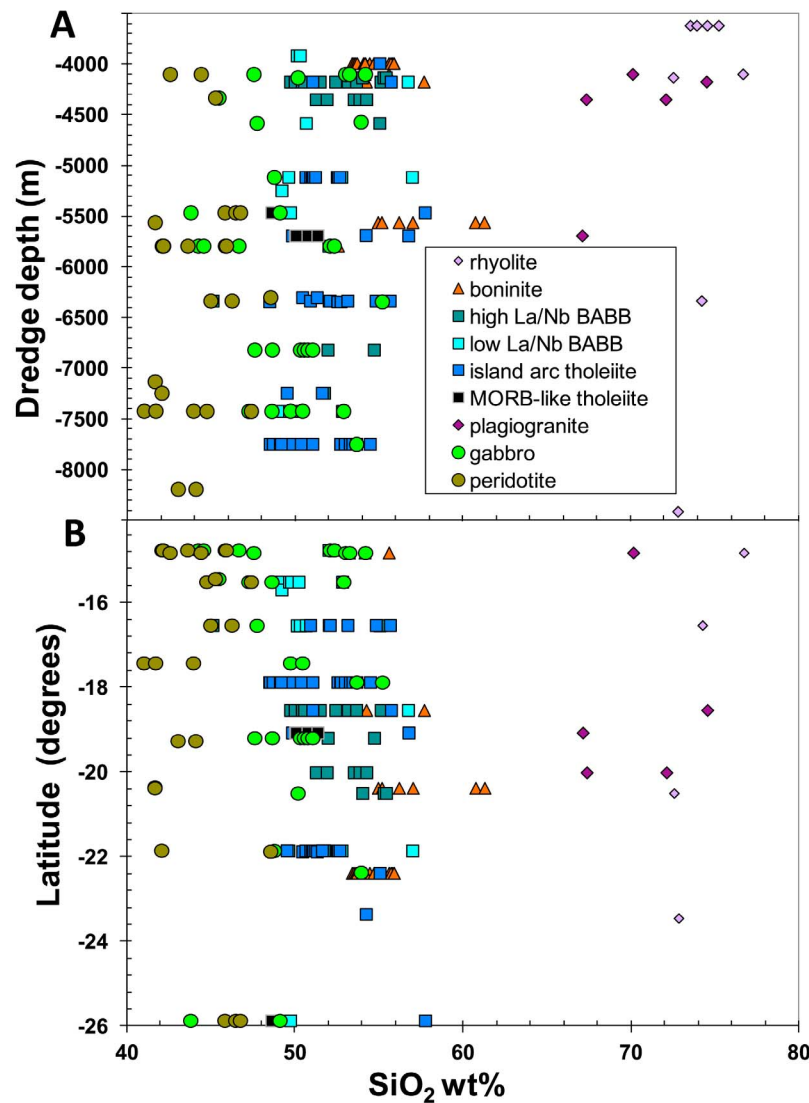 A
Dredge depth (m)
-4000
-4500
-5000
-5500
-6000
-6500
-7000
-7500
-8000
rhyolite
boninite
high La/Nb BABB
low La/Nb BABB
island arc tholeiite
MORB-like tholeiite
plagiogranite
gabbro
peridotite
B
Latitude (degrees)
-16
-18
-20
-22
-24
-26
40
50
60
70
80
SiO₂ wt%